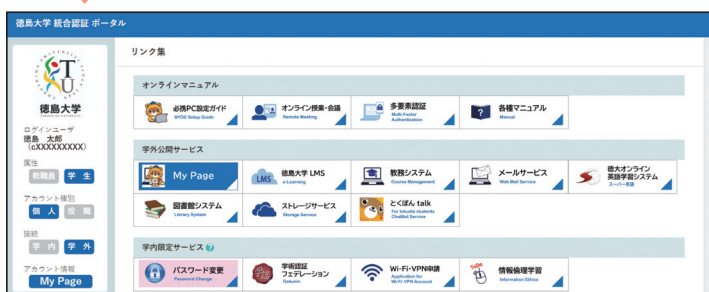 徳島大学 統合認証 ポータル
リンク集
徳島大学
ログインユーザ
徳島 太郎
(cXXXXXXXXX)
属性
教職員 学 生
アカウント種別
個 人 役 職
接続
学 内 学 外
アカウント情報
My Page
オンラインマニュアル
必携PC設定ガイド
BYOD Setup Guide
オンライン授業・会議
Remote Meeting
多要素認証
Multi-Factor
Authentication
各種マニュアル
Manual
学外公開サービス
My Page
LMS
徳島大学 LMS
e-Learning
教務システム
Course Management
メールサービス
Web Mail Service
徳大オンライン
英語学習システム
スーパー英語
図書館システム
Library System
ストレージサービス
Storage Service
とくぽん talk
For tokudai students
ChatBot Service
学内限定サービス ?
パスワード変更
Password Change
学術認証
フェデレーション
Gakunin
Wi-Fi・VPN申請
Application for
Wi-Fi・VPN Account
ToDo
情報倫理学習
Information Ethics